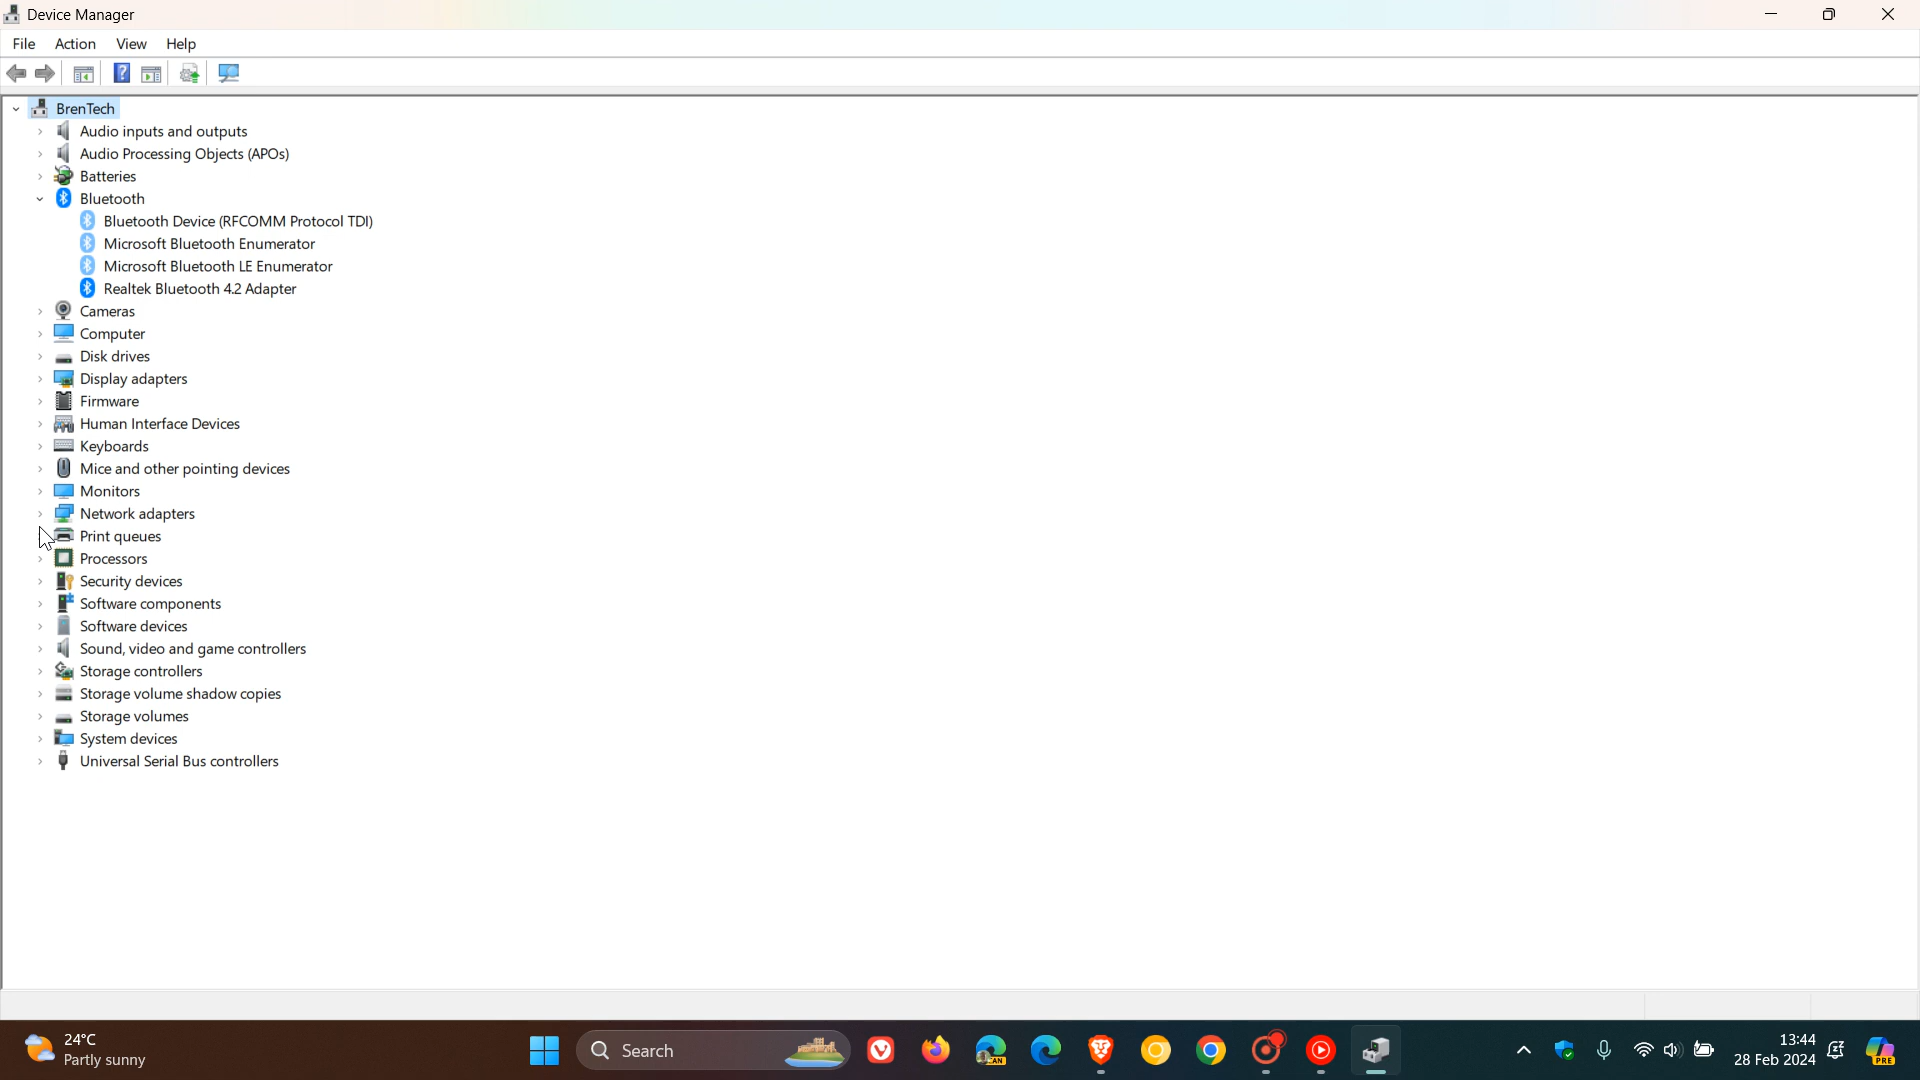 Device Manager
File Action View Help
BrenTech
Audio inputs and outputs
Audio Processing Objects (APOs)
Batteries
Bluetooth
Bluetooth Device (RFCOMM Protocol TDI)
Microsoft Bluetooth Enumerator
Microsoft Bluetooth LE Enumerator
Realtek Bluetooth 4.2 Adapter
Cameras
Computer
Disk drives
Display adapters
Firmware
Human Interface Devices
Keyboards
Mice and other pointing devices
Monitors
Network adapters
Print queues
Processors
Security devices
Software components
Software devices
Sound, video and game controllers
Storage controllers
Storage volume shadow copies
Storage volumes
System devices
Universal Serial Bus controllers
24°C
Partly sunny
Search
CAN
13:44
28 Feb 2024
PRE